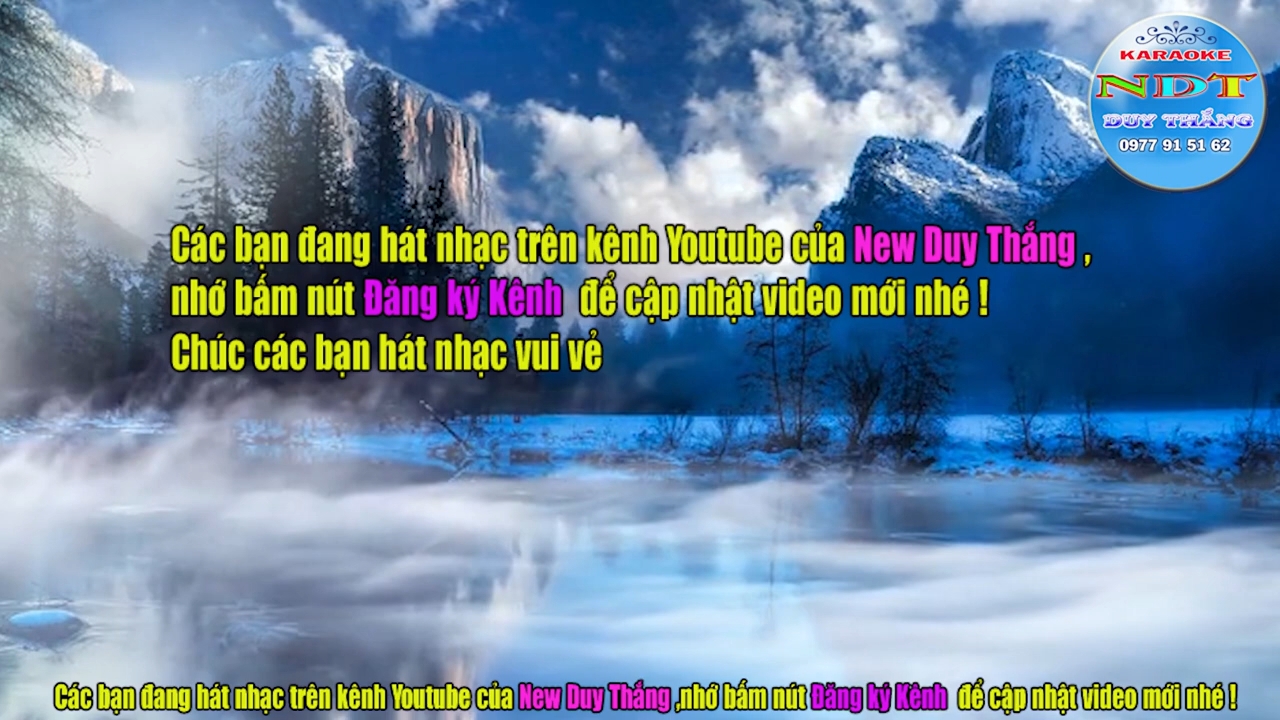 KARAOKE
NDT
DUY THẮNG
0977 91 51 62
Các bạn đang hát nhạc trên kênh Youtube của New Duy Thắng ,
nhớ bấm nút Đăng ký Kênh để cập nhật video mới nhé !
Chúc các bạn hát nhạc vui vẻ
Các bạn đang hát nhạc trên kênh Youtube của New Duy Thắng ,nhớ bấm nút Đăng ký Kênh để cập nhật video mới nhé !